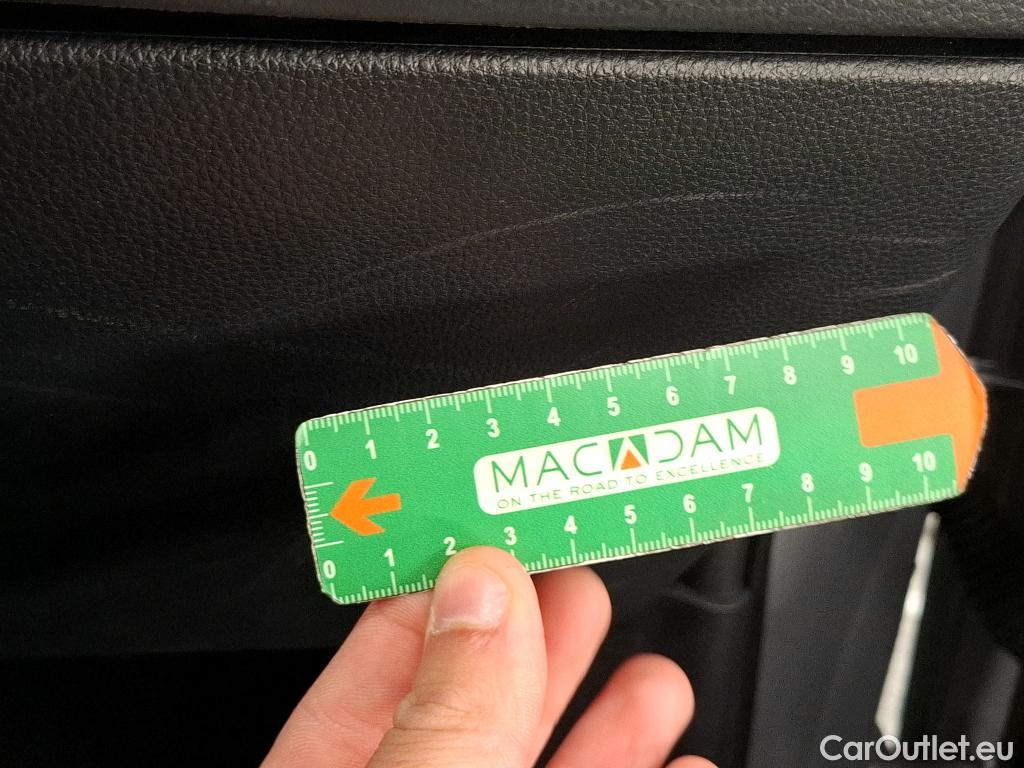 0 1 2 3 4 5 6 7 8 9 10
MACADAM
ON THE ROAD TO EXCELLENCE
0 1 2 3 4 5 6 7 8 9 10
CarOutlet.eu